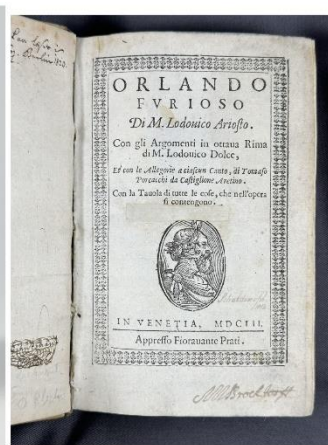 ORLANDO
FVRIOSO
Di M. Lodouico Ariosto.
Con gli Argomenti in ottaua Rima
di M. Lodouico Dolce,
Et con le Allegorie a ciascun Canto, di Tomaso
Porcacchi da Castiglione Aretino.
Con la Tauola di tutte le cose, che nell'opera
si contengono.
IN VENETIA, MDCIII.
Appresso Fiorauante Prati.